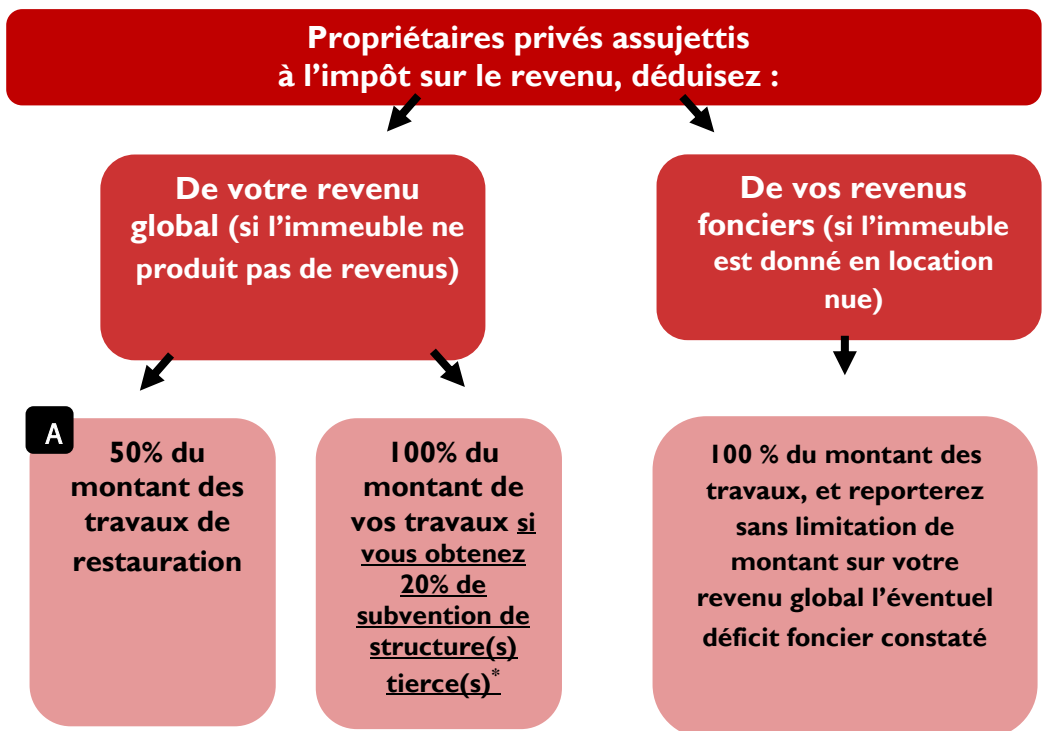 Propriétaires privés assujettis
à l’impôt sur le revenu, déduisez :
De votre revenu
global (si l’immeuble ne
produit pas de revenus)
De vos revenus
fonciers (si l’immeuble
est donné en location
nue)
A
50% du
montant des
travaux de
restauration
100% du
montant de
vos travaux si
vous obtenez
20% de
subvention de
structure(s)
tierce(s)*
100 % du montant des
travaux, et reporterez
sans limitation de
montant sur votre
revenu global l’éventuel
déficit foncier constaté